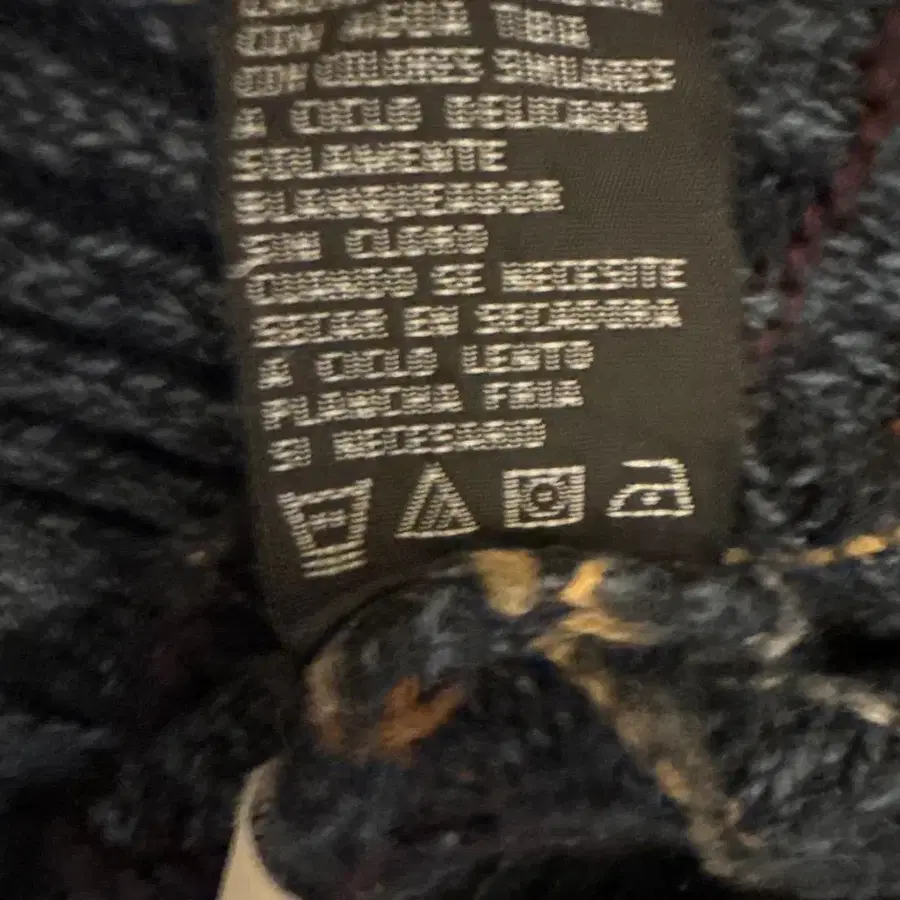 CON AGUA TIBIA
CON COLORES SIMILARES
A CICLO DELICADO
SOLAMENTE
BLANQUEADOR
SIN CLORO
CUANDO SE NECESITE
SECAR EN SECADORA
A CICLO LENTO
PLANCHA FRIA
SI NECESARIO